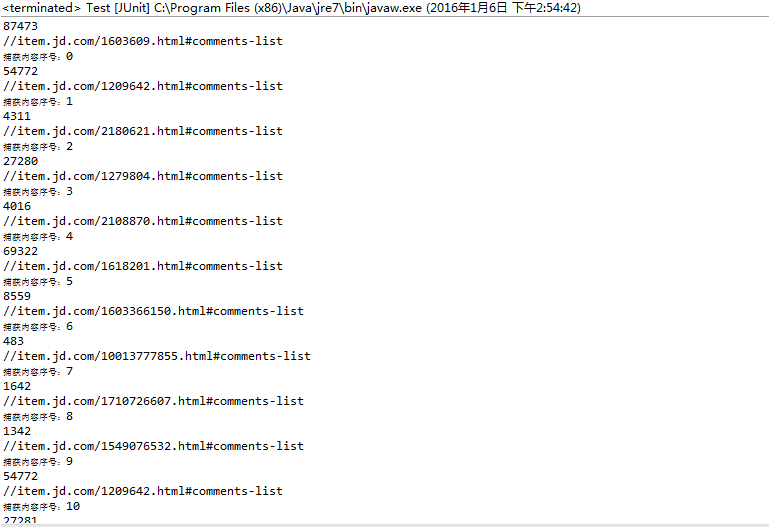 <terminated> Test [JUnit] C:\Program Files (x86)\Java\jre7\bin\javaw.exe (2016年1月6日 下午2:54:42)
87473
//item.jd.com/1603609.html#comments-list
捕获内容序号：0
54772
//item.jd.com/1209642.html#comments-list
捕获内容序号：1
4311
//item.jd.com/2180621.html#comments-list
捕获内容序号：2
27280
//item.jd.com/1279804.html#comments-list
捕获内容序号：3
4016
//item.jd.com/2108870.html#comments-list
捕获内容序号：4
69322
//item.jd.com/1618201.html#comments-list
捕获内容序号：5
8559
//item.jd.com/1603366150.html#comments-list
捕获内容序号：6
483
//item.jd.com/10013777855.html#comments-list
捕获内容序号：7
1642
//item.jd.com/1710726607.html#comments-list
捕获内容序号：8
1342
//item.jd.com/1549076532.html#comments-list
捕获内容序号：9
54772
//item.jd.com/1209642.html#comments-list
捕获内容序号：10
27281